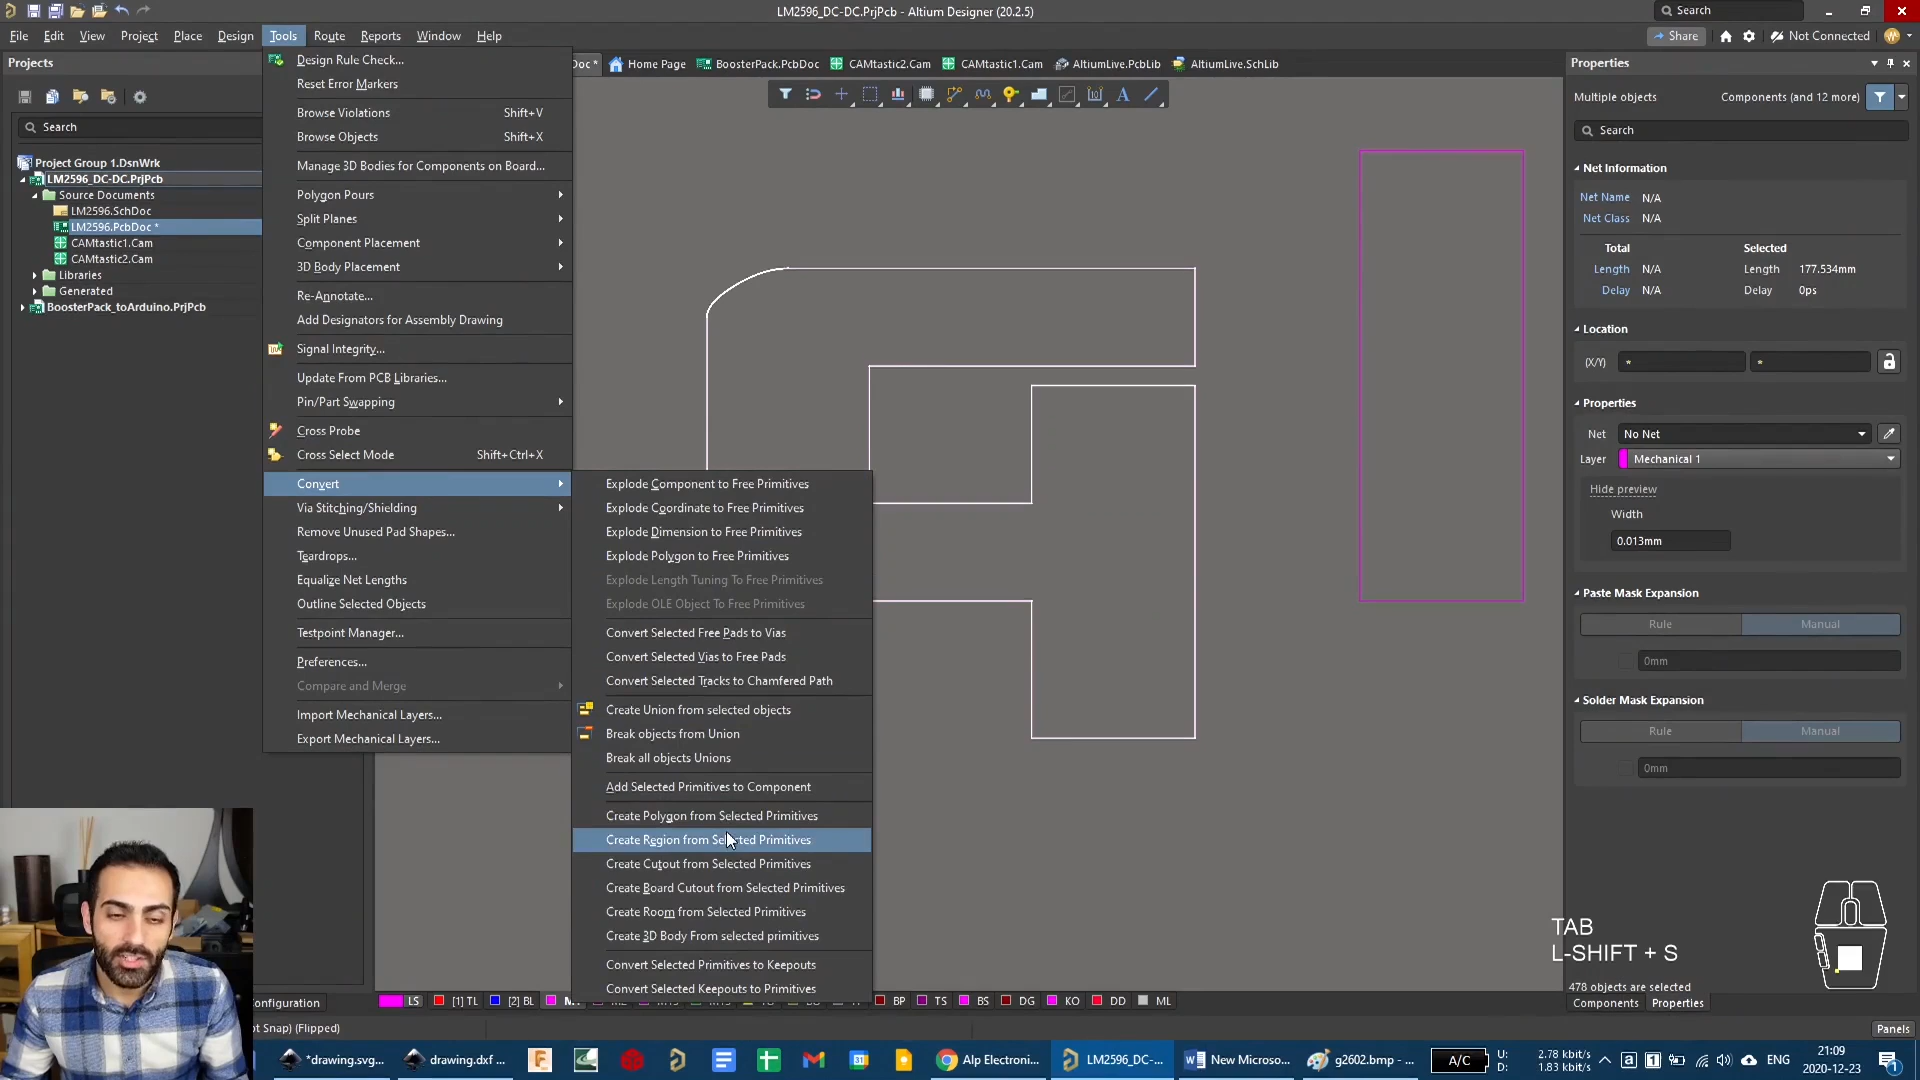 LM2596_DC-DC.PrjPcb - Altium Designer (20.2.5)
Search
File Edit View Project Place Design Tools Route Reports Window Help
Share
Not Connected
Projects
Search
Project Group 1.DsnWrk
LM2596_DC-DC.PrjPcb
Source Documents
LM2596.SchDoc
LM2596.PcbDoc *
CAMtastic1.Cam
CAMtastic2.Cam
Libraries
Generated
BoosterPack_toArduino.PrjPcb
Design Rule Check...
Reset Error Markers
Browse Violations Shift+V
Browse Objects Shift+X
Manage 3D Bodies for Components on Board...
Polygon Pours
Split Planes
Component Placement
3D Body Placement
Re-Annotate...
Add Designators for Assembly Drawing
Signal Integrity...
Update From PCB Libraries...
Pin/Part Swapping
Cross Probe
Cross Select Mode Shift+Ctrl+X
Convert
Via Stitching/Shielding
Remove Unused Pad Shapes...
Teardrops...
Equalize Net Lengths
Outline Selected Objects
Testpoint Manager...
Preferences...
Compare and Merge
Import Mechanical Layers...
Export Mechanical Layers...
Explode Component to Free Primitives
Explode Coordinate to Free Primitives
Explode Dimension to Free Primitives
Explode Polygon to Free Primitives
Explode Length Tuning To Free Primitives
Explode OLE Object To Free Primitives
Convert Selected Free Pads to Vias
Convert Selected Vias to Free Pads
Convert Selected Tracks to Chamfered Path
Create Union from selected objects
Break objects from Union
Break all objects Unions
Add Selected Primitives to Component
Create Polygon from Selected Primitives
Create Region from Selected Primitives
Create Cutout from Selected Primitives
Create Board Cutout from Selected Primitives
Create Room from Selected Primitives
Create 3D Body From selected primitives
Convert Selected Primitives to Keepouts
Convert Selected Keepouts to Primitives
Doc * Home Page BoosterPack.PcbDoc CAMtastic2.Cam CAMtastic1.Cam AltiumLive.PcbLib AltiumLive.SchLib
Properties
Multiple objects Components (and 12 more)
Search
Net Information
Net Name N/A
Net Class N/A
Total Selected
Length N/A Length 177.534mm
Delay N/A Delay 0ps
Location
(X/Y) * *
Properties
Net No Net
Layer Mechanical 1
Hide preview
Width
0.013mm
Paste Mask Expansion
Rule Manual
0mm
Solder Mask Expansion
Rule Manual
0mm
TAB
L-SHIFT + S
478 objects are selected
Components Properties
Panels
onfiguration
LS [1] TL [2] BL BP TS BS DG KO DD ML
ot Snap) (Flipped)
*drawing.svg... drawing.dxf ... Alp Electroni... LM2596_DC-... New Microso... g2602.bmp - ...
A/C
U: 2.78 kbit/s
D: 1.83 kbit/s
ENG
21:09
2020-12-23